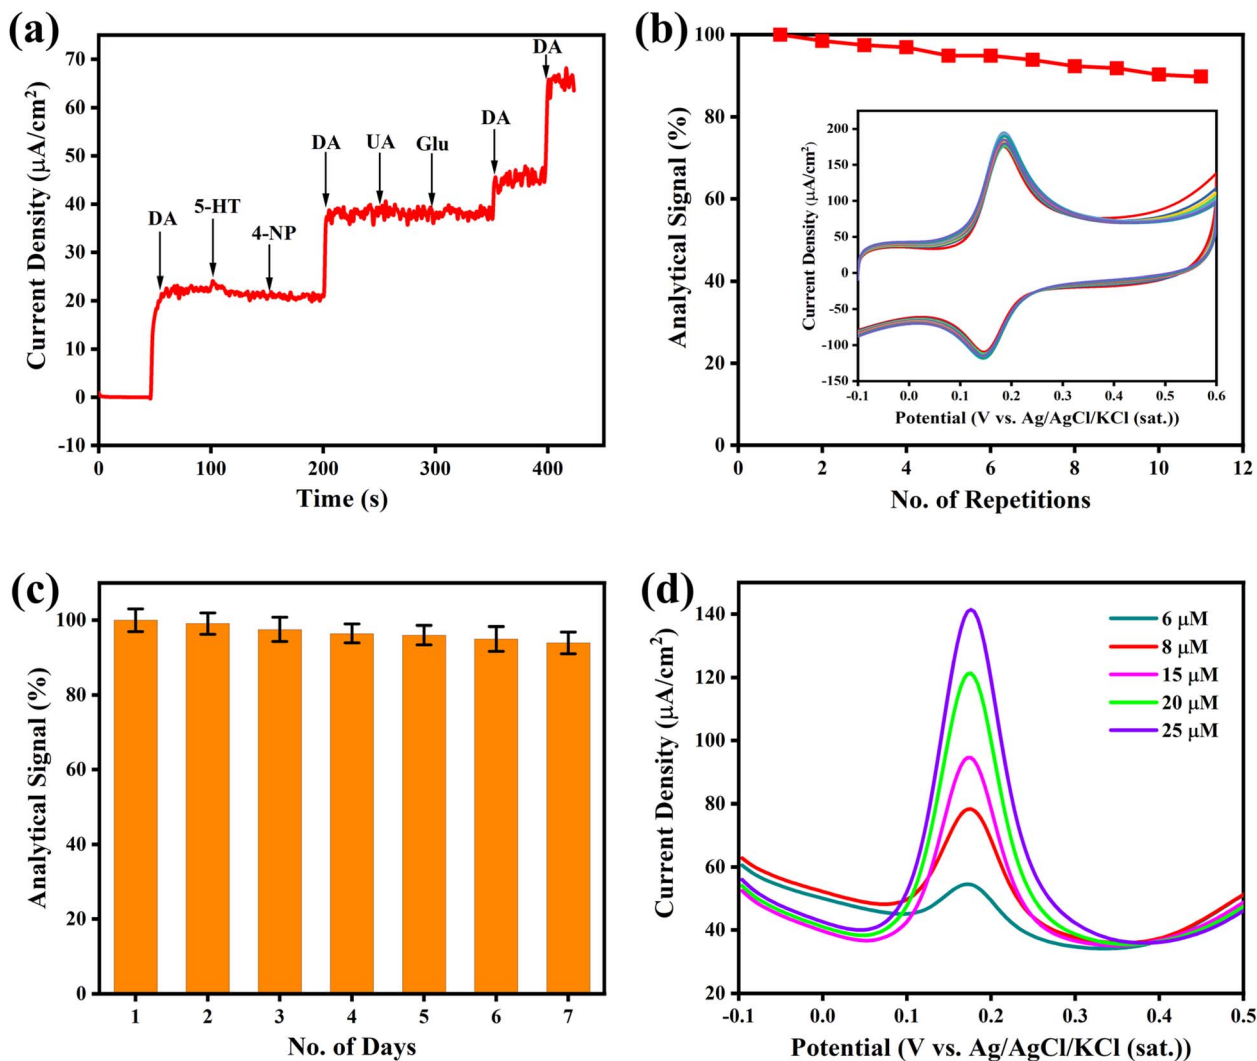 (a)
Current Density (µA/cm²)
70
60
50
40
30
20
10
0
-10
DA
5-HT
4-NP
DA
UA
Glu
DA
DA
0
100
200
300
400
Time (s)
(b)
Analytical Signal (%)
100
80
60
40
20
0
Current Density (µA/cm²)
200
150
100
50
0
-50
-100
-150
-0.1
0.0
0.1
0.2
0.3
0.4
0.5
0.6
Potential (V vs. Ag/AgCl/KCl (sat.))
0
2
4
6
8
10
12
No. of Repetitions
(c)
Analytical Signal (%)
100
80
60
40
20
0
1
2
3
4
5
6
7
No. of Days
(d)
Current Density (µA/cm²)
140
120
100
80
60
40
20
6 µM
8 µM
15 µM
20 µM
25 µM
-0.1
0.0
0.1
0.2
0.3
0.4
0.5
Potential (V vs. Ag/AgCl/KCl (sat.))